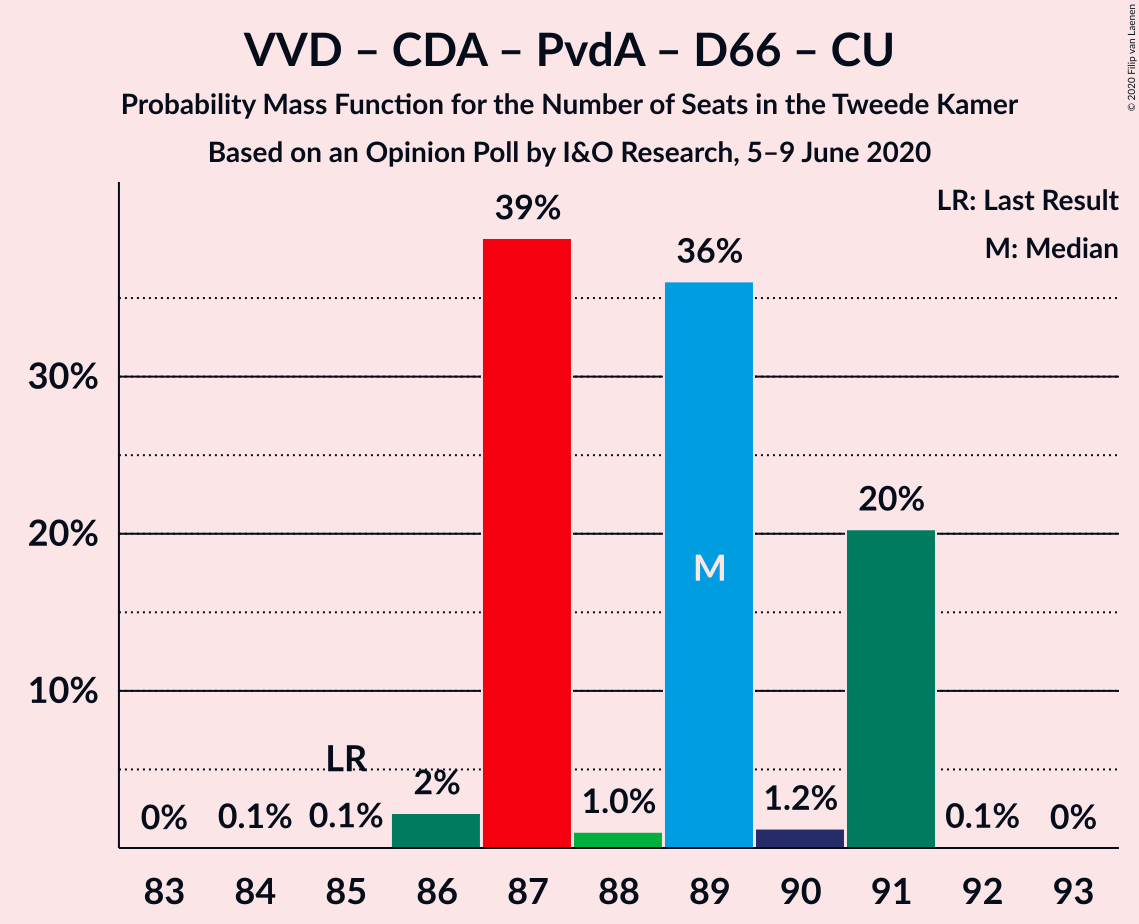 VVD – CDA – PvdA – D66 – CU
Probability Mass Function for the Number of Seats in the Tweede Kamer
Based on an Opinion Poll by I&O Research, 5–9 June 2020
© 2020 Filip van Laenen
LR: Last Result
M: Median
39%
36%
30%
20%
20%
M
10%
LR
2%
0%
0.1%
0.1%
1.0%
1.2%
0.1%
0%
83 84 85 86 87 88 89 90 91 92 93